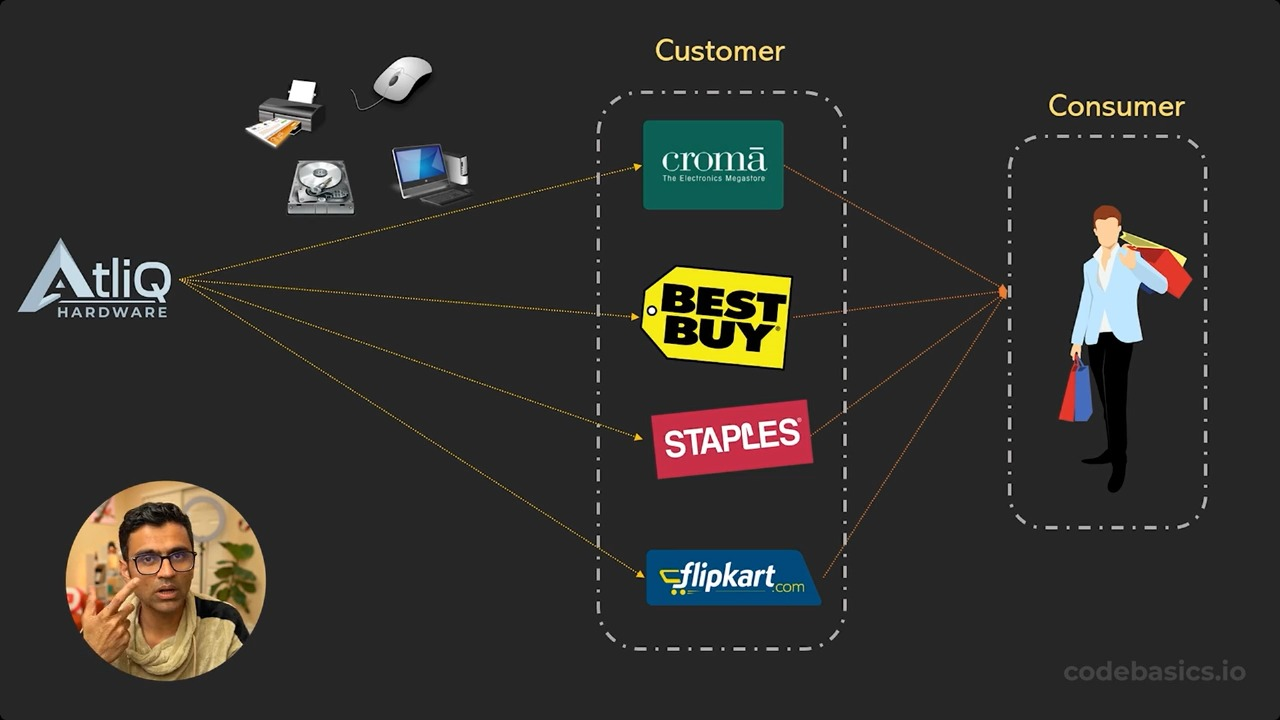 Customer
Consumer
cromā
The Electronics Megastore
AtliQ
HARDWARE
BEST
BUY
STAPLES
flipkart.com
codebasics.io